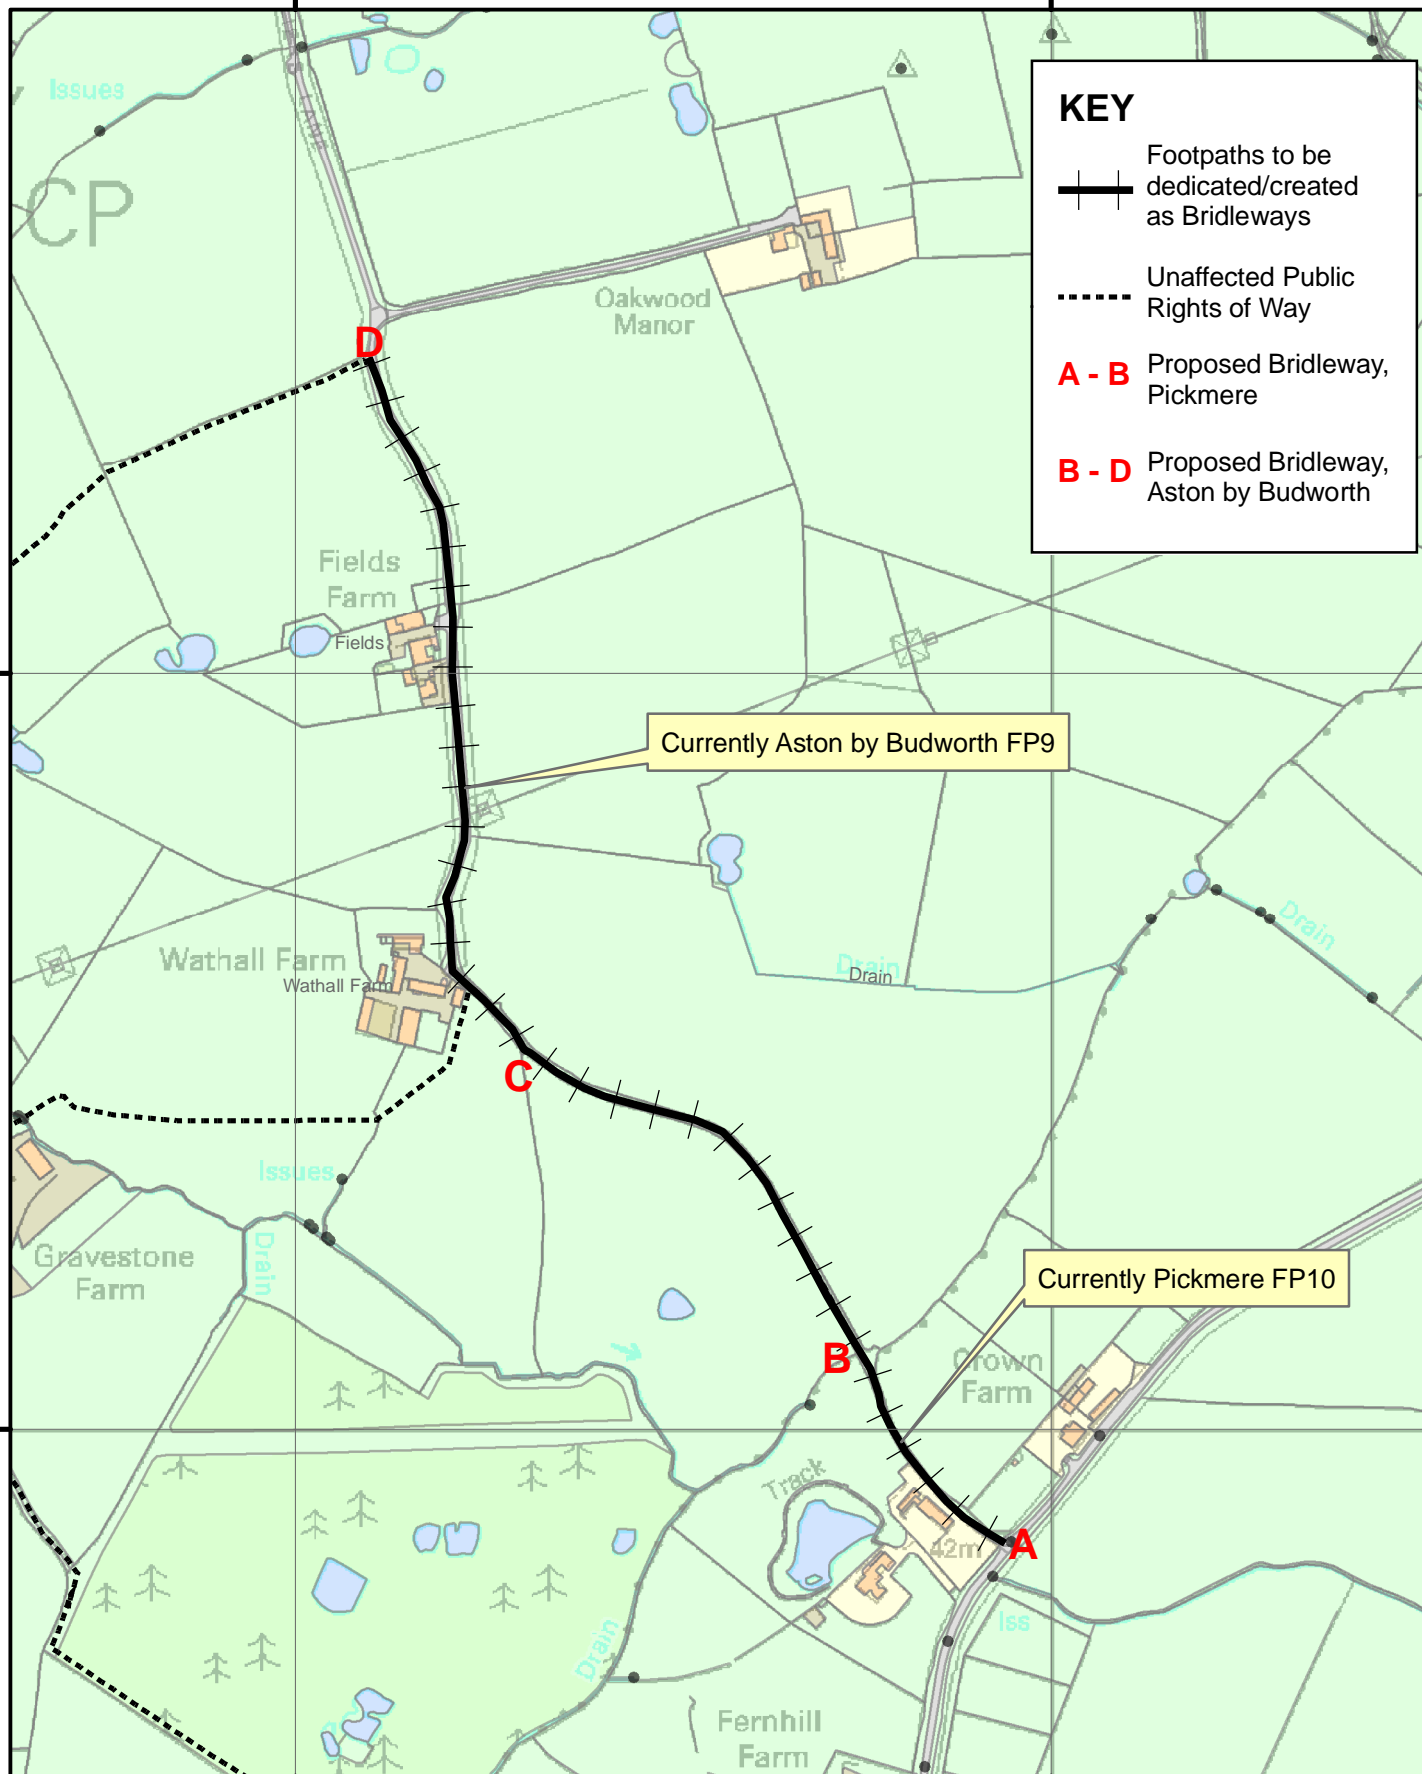 Issues
CP
KEY
Footpaths to be
dedicated/created
as Bridleways
Unaffected Public
Rights of Way
A - B Proposed Bridleway,
Pickmere
B - D Proposed Bridleway,
Aston by Budworth
Oakwood
Manor
D
Fields
Farm
Fields
Currently Aston by Budworth FP9
Drain
Wathall Farm
Wathall Farm
Drain
Drain
C
Issues
Drain
Gravestone
Farm
Currently Pickmere FP10
B
Crown
Farm
Track
42m
A
Iss
Drain
Fernhill
Farm